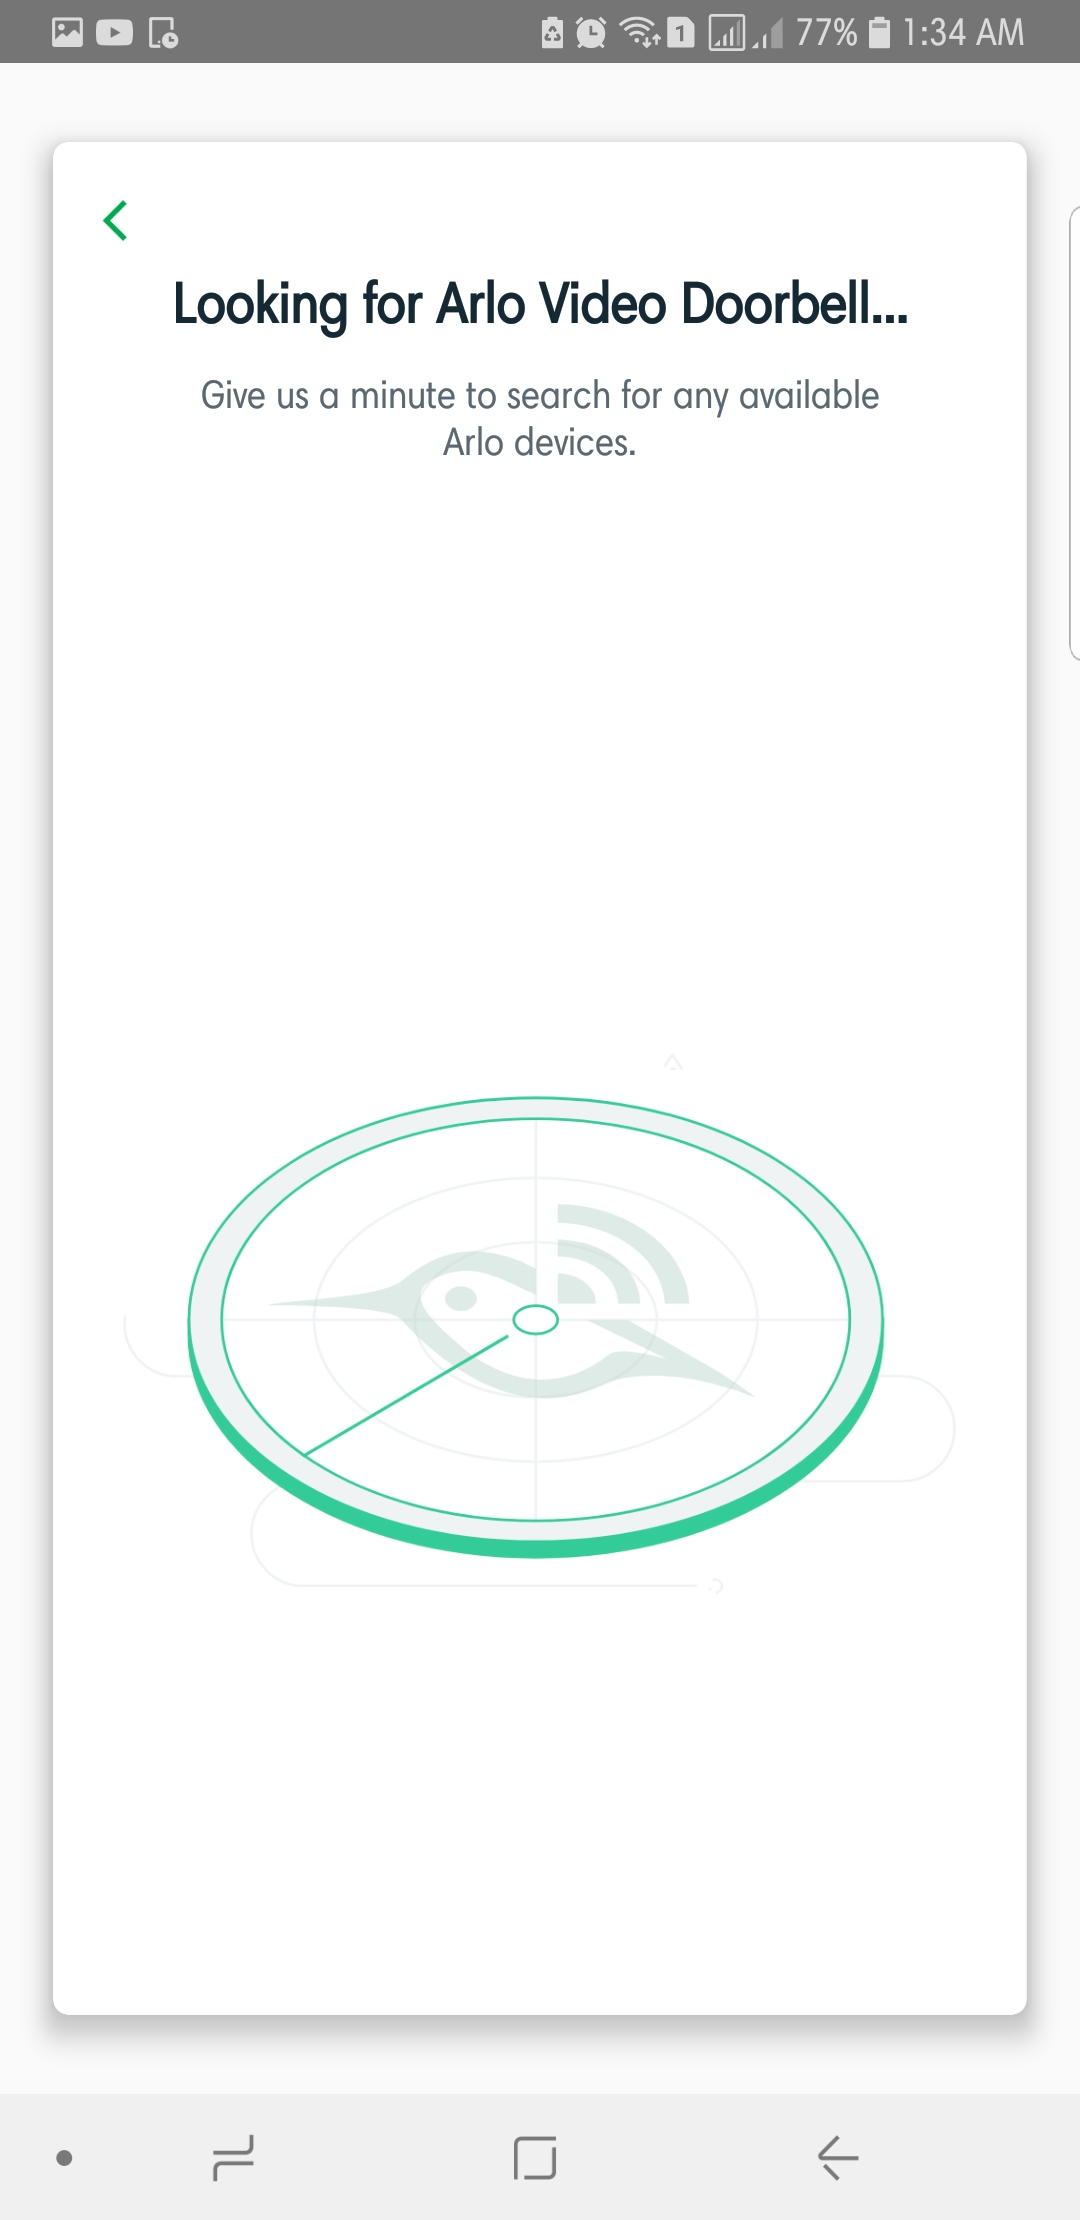 1 77% 1:34 AM
Looking for Arlo Video Doorbell...
Give us a minute to search for any available
Arlo devices.